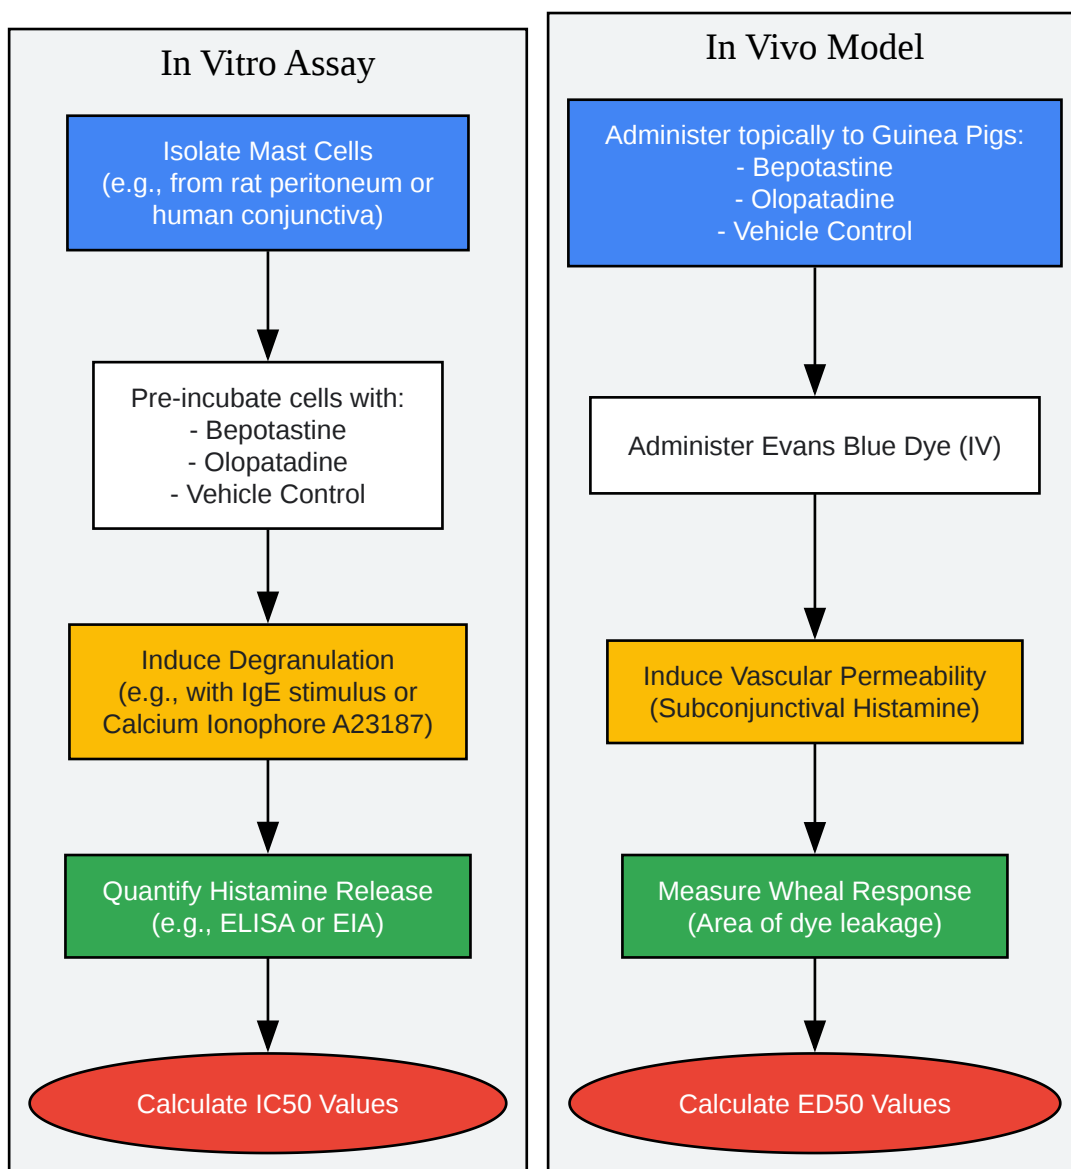 In Vitro Assay
Isolate Mast Cells
(e.g., from rat peritoneum or
human conjunctiva)
Pre-incubate cells with:
- Bepotastine
- Olopatadine
- Vehicle Control
Induce Degranulation
(e.g., with IgE stimulus or
Calcium Ionophore A23187)
Quantify Histamine Release
(e.g., ELISA or EIA)
Calculate IC50 Values
In Vivo Model
Administer topically to Guinea Pigs:
- Bepotastine
- Olopatadine
- Vehicle Control
Administer Evans Blue Dye (IV)
Induce Vascular Permeability
(Subconjunctival Histamine)
Measure Wheal Response
(Area of dye leakage)
Calculate ED50 Values